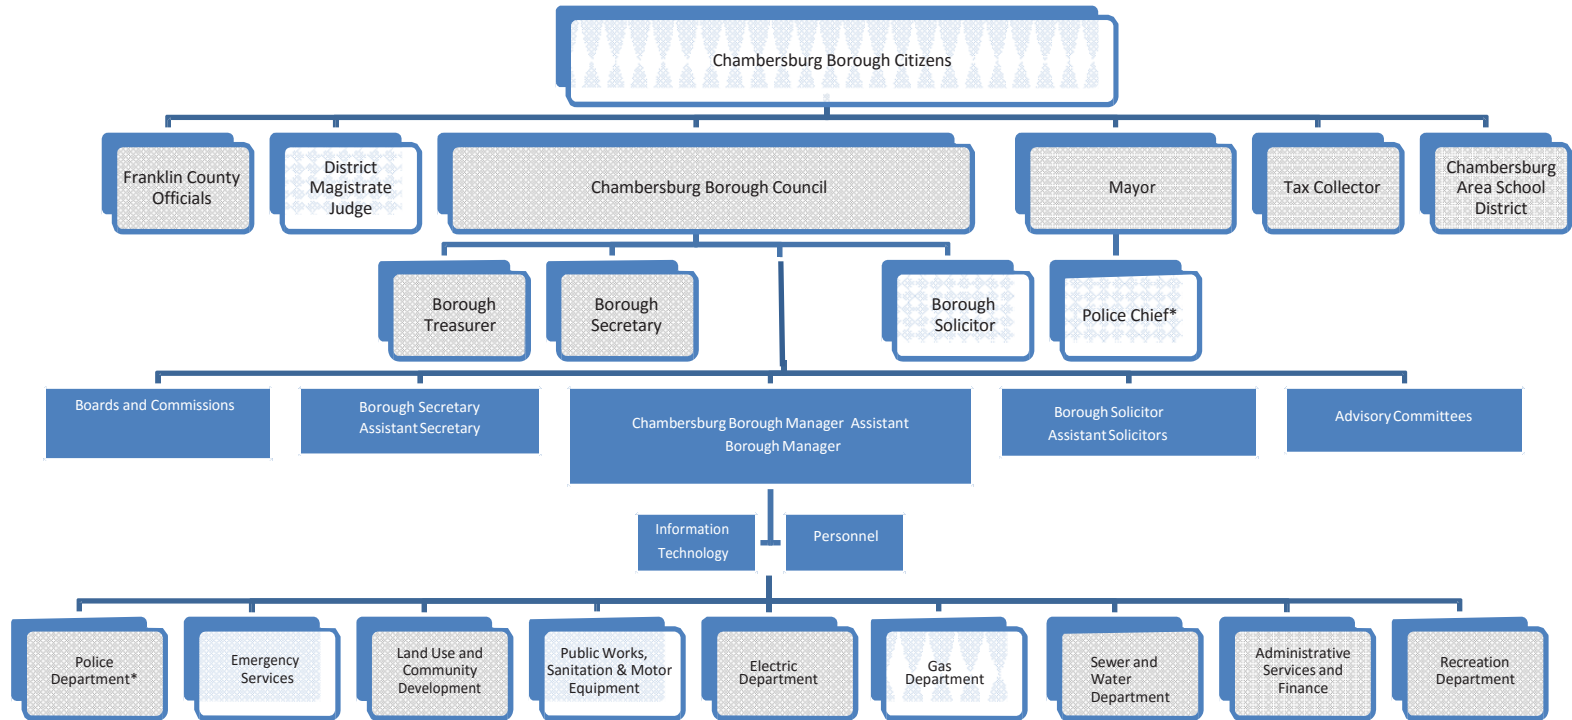 Chambersburg Borough Citizens
Franklin County
Officials
District
Magistrate
Judge
Chambersburg Borough Council
Mayor
Tax Collector
Chambersburg
Area School
District
Borough
Treasurer
Borough
Secretary
Borough
Solicitor
Police Chief*
Boards and Commissions
Borough Secretary
Assistant Secretary
Chambersburg Borough Manager Assistant
Borough Manager
Borough Solicitor
Assistant Solicitors
Advisory Committees
Information
Technology
Personnel
Police
Department*
Emergency
Services
Land Use and
Community
Development
Public Works,
Sanitation & Motor
Equipment
Electric
Department
Gas
Department
Sewer and
Water
Department
Administrative
Services and
Finance
Recreation
Department